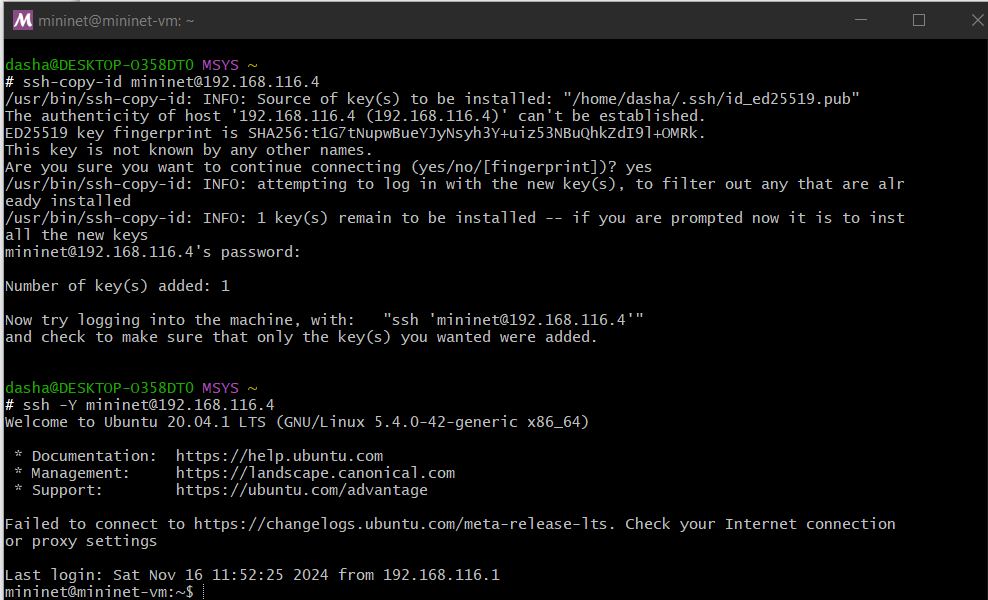 mininet@mininet-vm: ~
dasha@DESKTOP-O358DTO MSYS ~
# ssh-copy-id mininet@192.168.116.4
/usr/bin/ssh-copy-id: INFO: Source of key(s) to be installed: "/home/dasha/.ssh/id_ed25519.pub"
The authenticity of host '192.168.116.4 (192.168.116.4)' can't be established.
ED25519 key fingerprint is SHA256:t1G7tNupwBueYJyNsyh3Y+uiz53NBuQhkZdI9l+OMRk.
This key is not known by any other names.
Are you sure you want to continue connecting (yes/no/[fingerprint])? yes
/usr/bin/ssh-copy-id: INFO: attempting to log in with the new key(s), to filter out any that are alr
eady installed
/usr/bin/ssh-copy-id: INFO: 1 key(s) remain to be installed -- if you are prompted now it is to inst
all the new keys
mininet@192.168.116.4's password:
Number of key(s) added: 1
Now try logging into the machine, with:   "ssh 'mininet@192.168.116.4'"
and check to make sure that only the key(s) you wanted were added.
dasha@DESKTOP-O358DTO MSYS ~
# ssh -Y mininet@192.168.116.4
Welcome to Ubuntu 20.04.1 LTS (GNU/Linux 5.4.0-42-generic x86_64)
* Documentation:  https://help.ubuntu.com
* Management:     https://landscape.canonical.com
* Support:        https://ubuntu.com/advantage
Failed to connect to https://changelogs.ubuntu.com/meta-release-lts. Check your Internet connection
or proxy settings
Last login: Sat Nov 16 11:52:25 2024 from 192.168.116.1
mininet@mininet-vm:~$